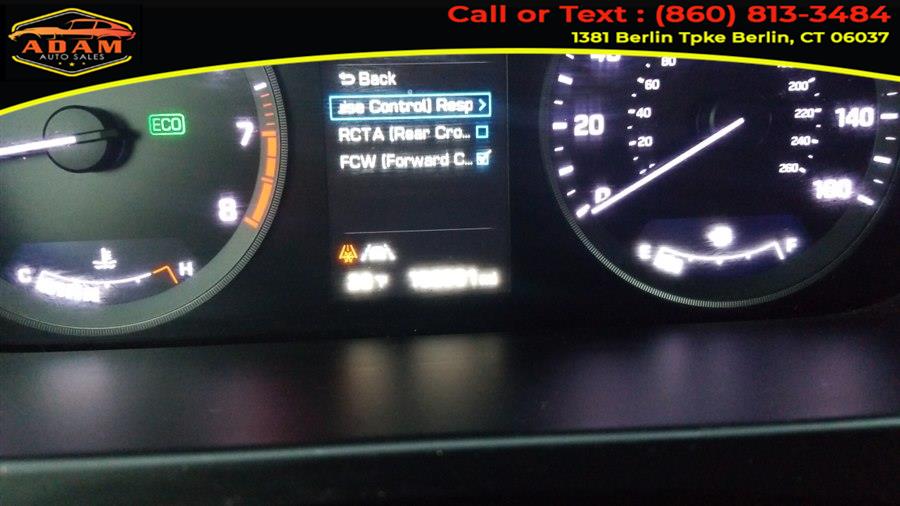 ADAM
AUTO SALES
Call or Text : (860) 813-3484
1381 Berlin Tpke Berlin, CT 06037
Back
ise Control) Resp >
RCTA (Rear Cro...
FCW (Forward C...
ECO
7
8
C H
20
40
60
80
20
140
200
220
240
260
E F